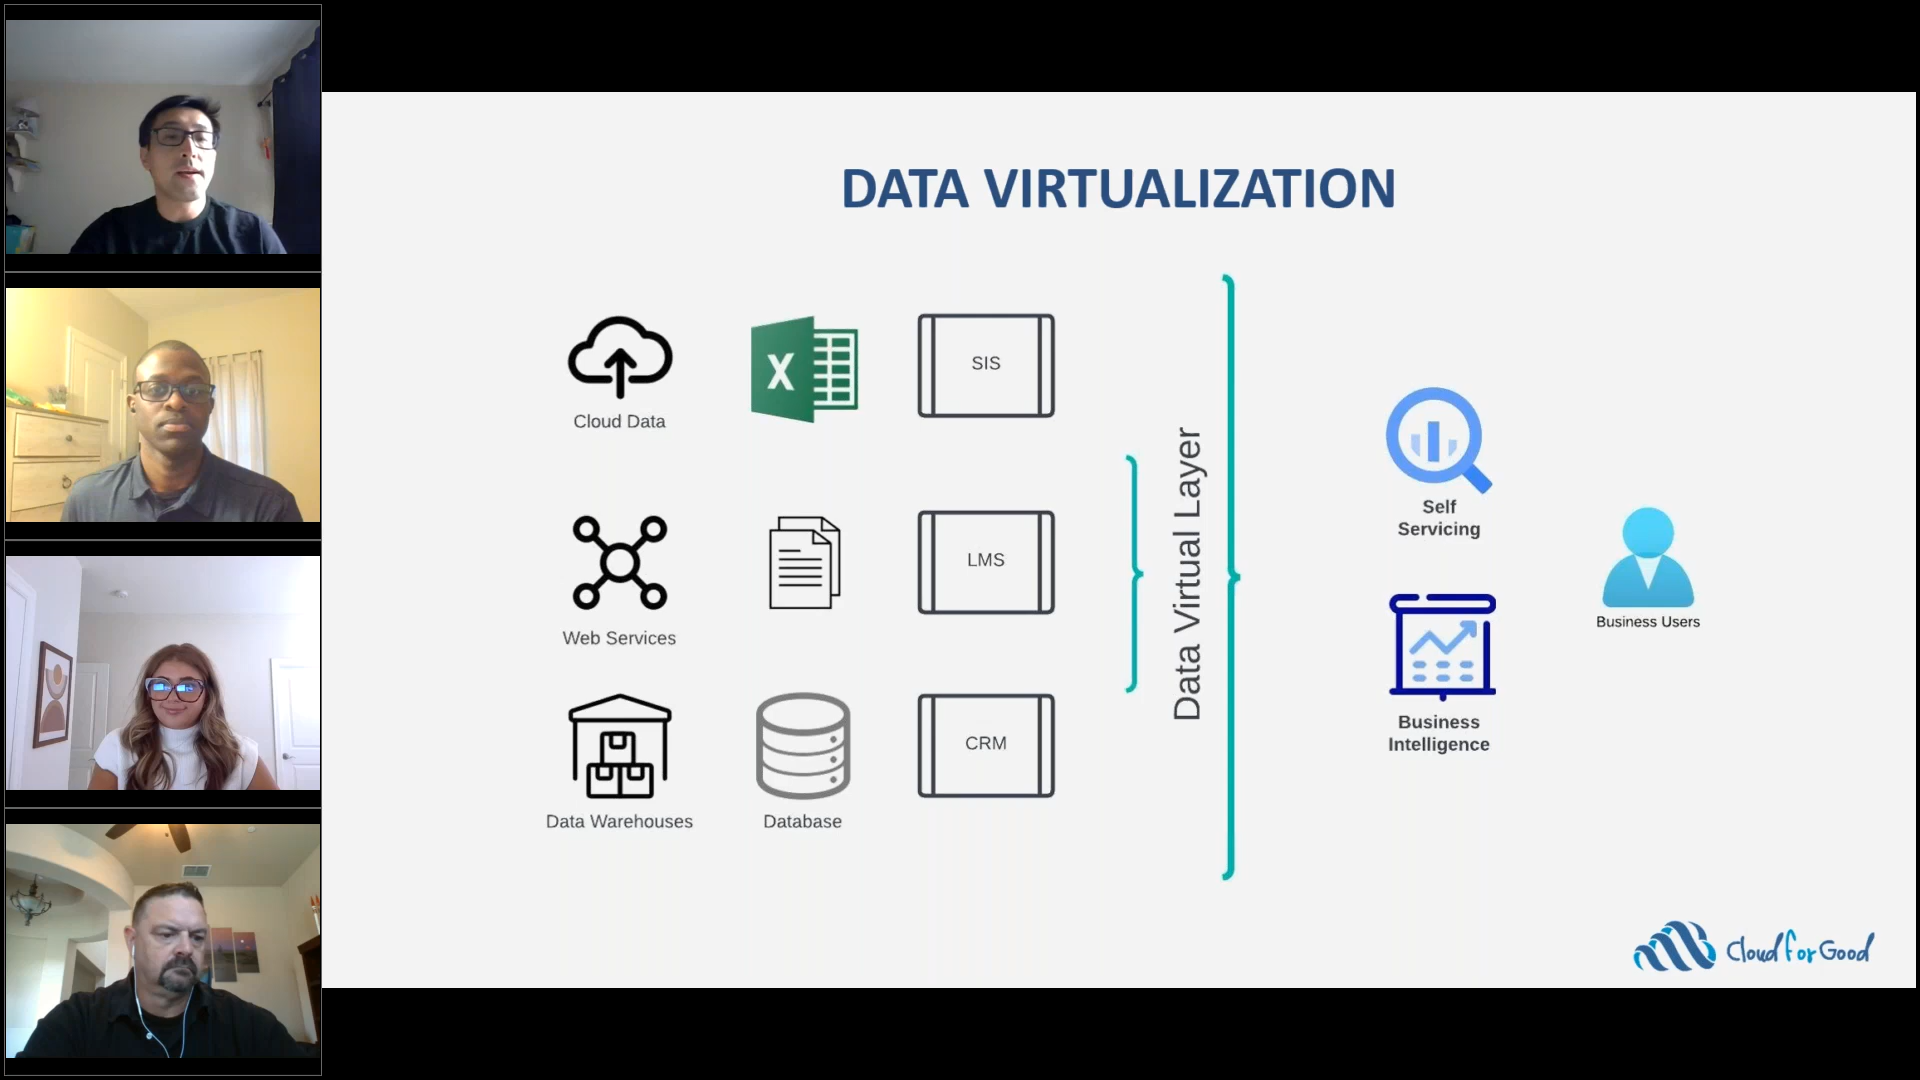 DATA VIRTUALIZATION
Cloud Data
X
SIS
Web Services
LMS
Data Warehouses
Database
CRM
Data Virtual Layer
Self
Servicing
Business
Intelligence
Business Users
Cloud for Good